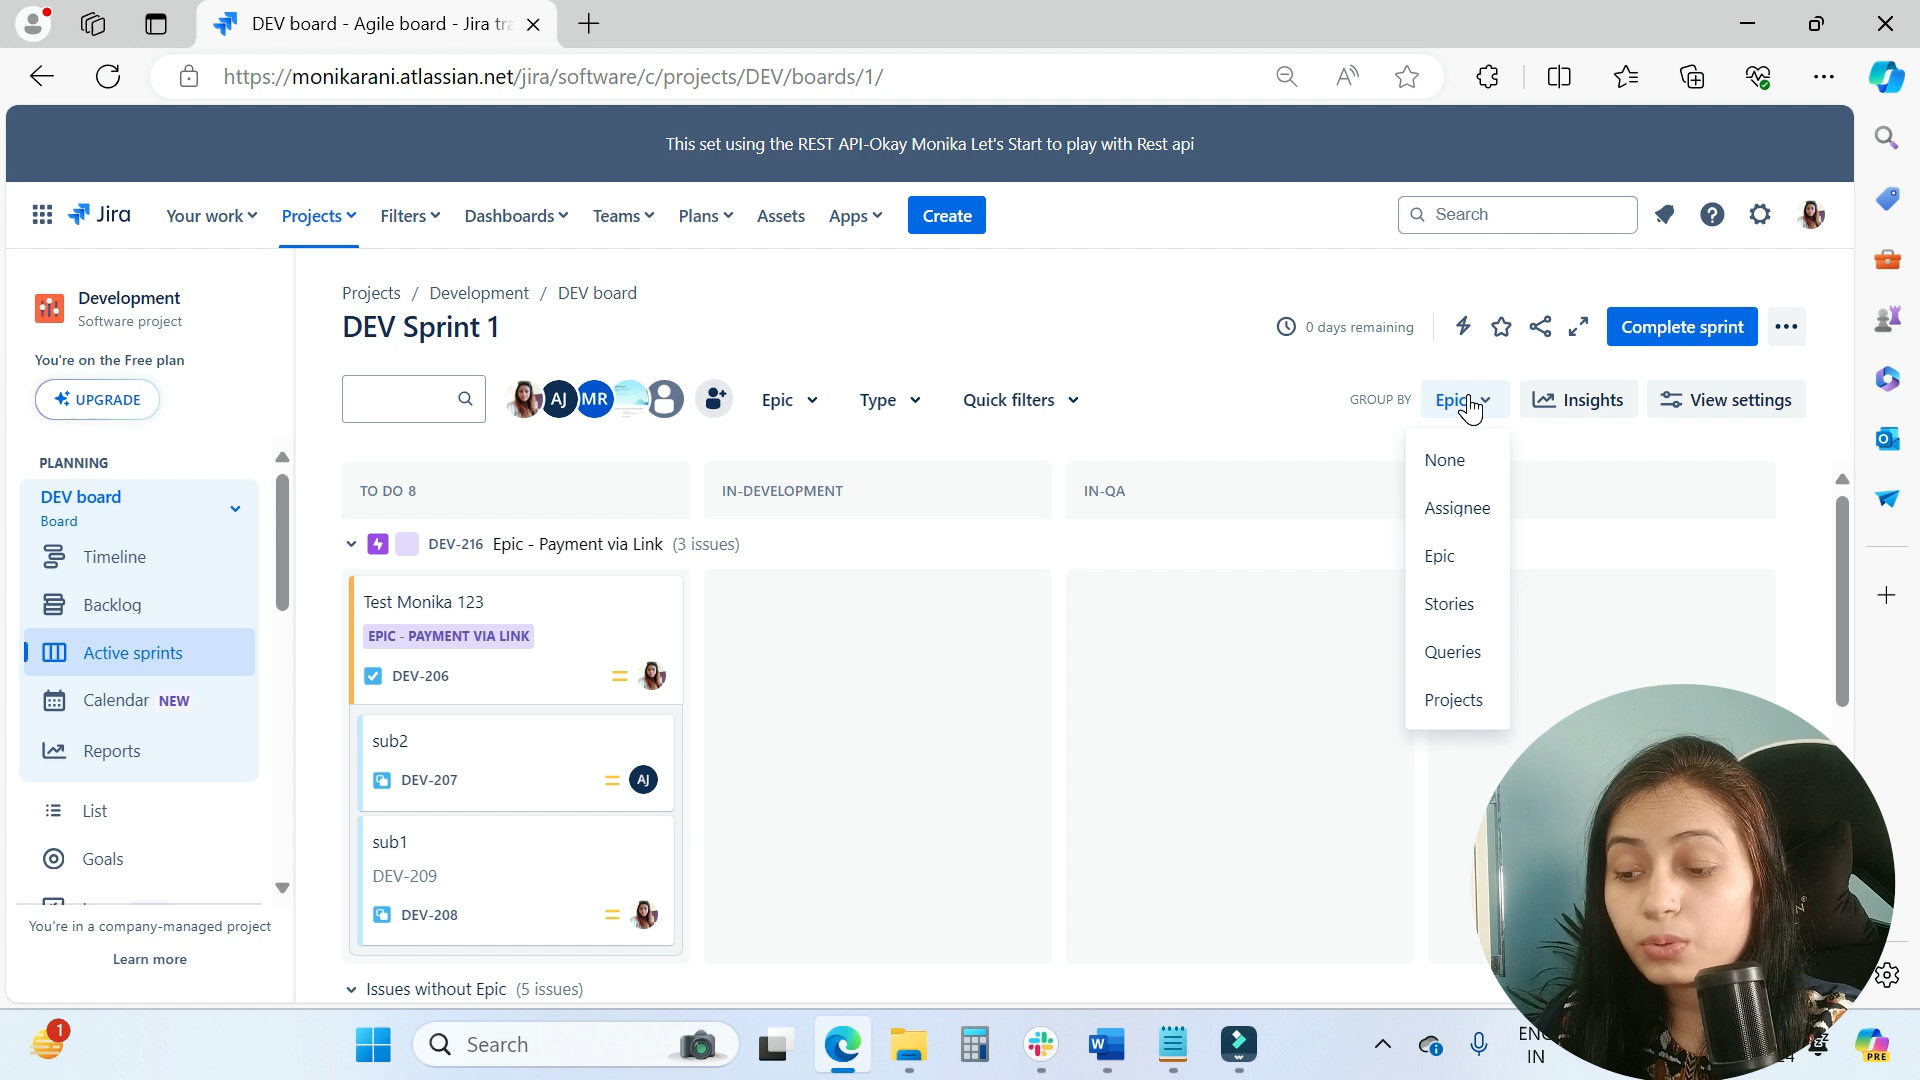 DEV board - Agile board - Jira tra
https://monikarani.atlassian.net/jira/software/c/projects/DEV/boards/1/
This set using the REST API-Okay Monika Let's Start to play with Rest api
Jira
Your work
Projects
Filters
Dashboards
Teams
Plans
Assets
Apps
Create
Search
Development
Software project
You're on the Free plan
UPGRADE
PLANNING
DEV board
Board
Timeline
Backlog
Active sprints
Calendar NEW
Reports
List
Goals
You're in a company-managed project
Learn more
Projects / Development / DEV board
DEV Sprint 1
0 days remaining
Complete sprint
AJ
MR
Epic
Type
Quick filters
GROUP BY
Epic
Insights
View settings
None
Assignee
Epic
Stories
Queries
Projects
TO DO 8
IN-DEVELOPMENT
IN-QA
DEV-216 Epic - Payment via Link (3 issues)
Test Monika 123
EPIC - PAYMENT VIA LINK
DEV-206
sub2
DEV-207
AJ
sub1
DEV-209
DEV-208
Issues without Epic (5 issues)
1
Search
IN
PRE